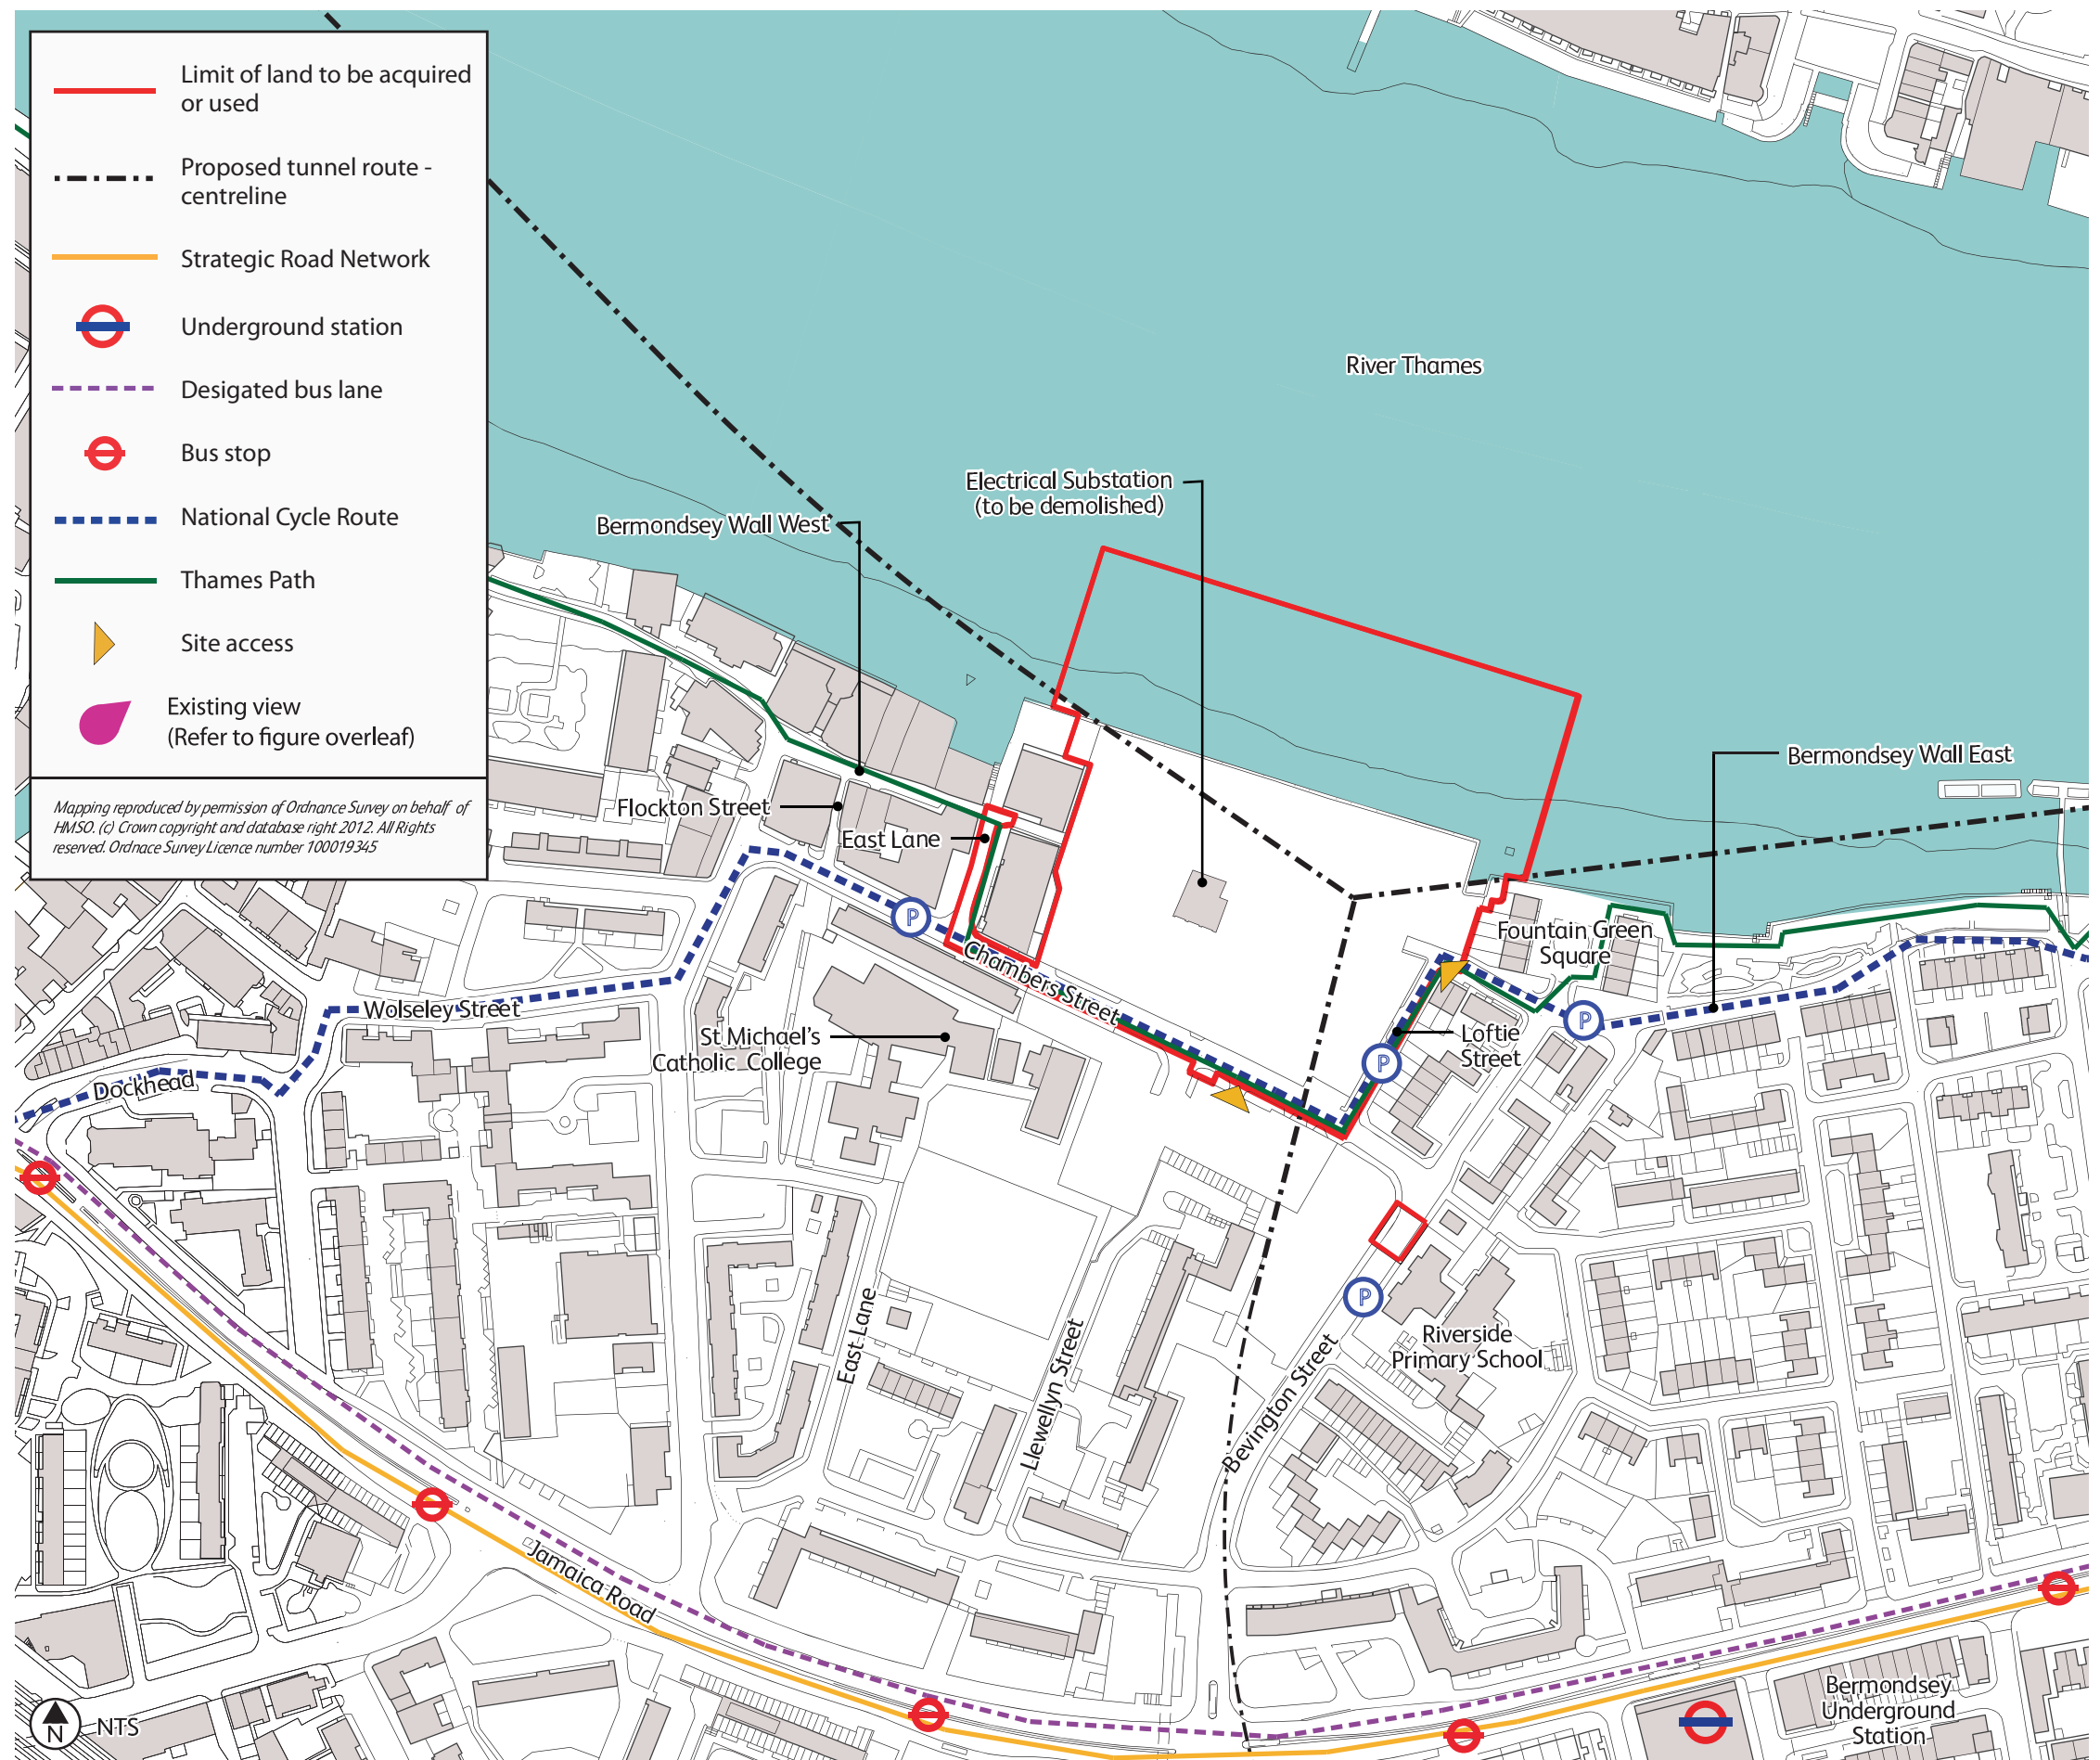 Limit of land to be acquired
or used
Proposed tunnel route -
centreline
Strategic Road Network
Underground station
Desigated bus lane
Bus stop
National Cycle Route
Thames Path
Site access
Existing view
(Refer to figure overleaf)
Mapping reproduced by permission of Ordnance Survey on behalf of
HMSO. (c) Crown copyright and database right 2012. All Rights
reserved. Ordnace Survey Licence number 100019345
River Thames
Electrical Substation
(to be demolished)
Bermondsey Wall West
Bermondsey Wall East
Flockton Street
East Lane
P
Fountain Green
Square
Chambers Street
Wolseley Street
P
Loftie
Street
St Michael's
Catholic College
P
Dockhead
P
East Lane
Llewellyn Street
Bevington Street
Riverside
Primary School
Jamaica Road
Bermondsey
Underground
Station
N
NTS